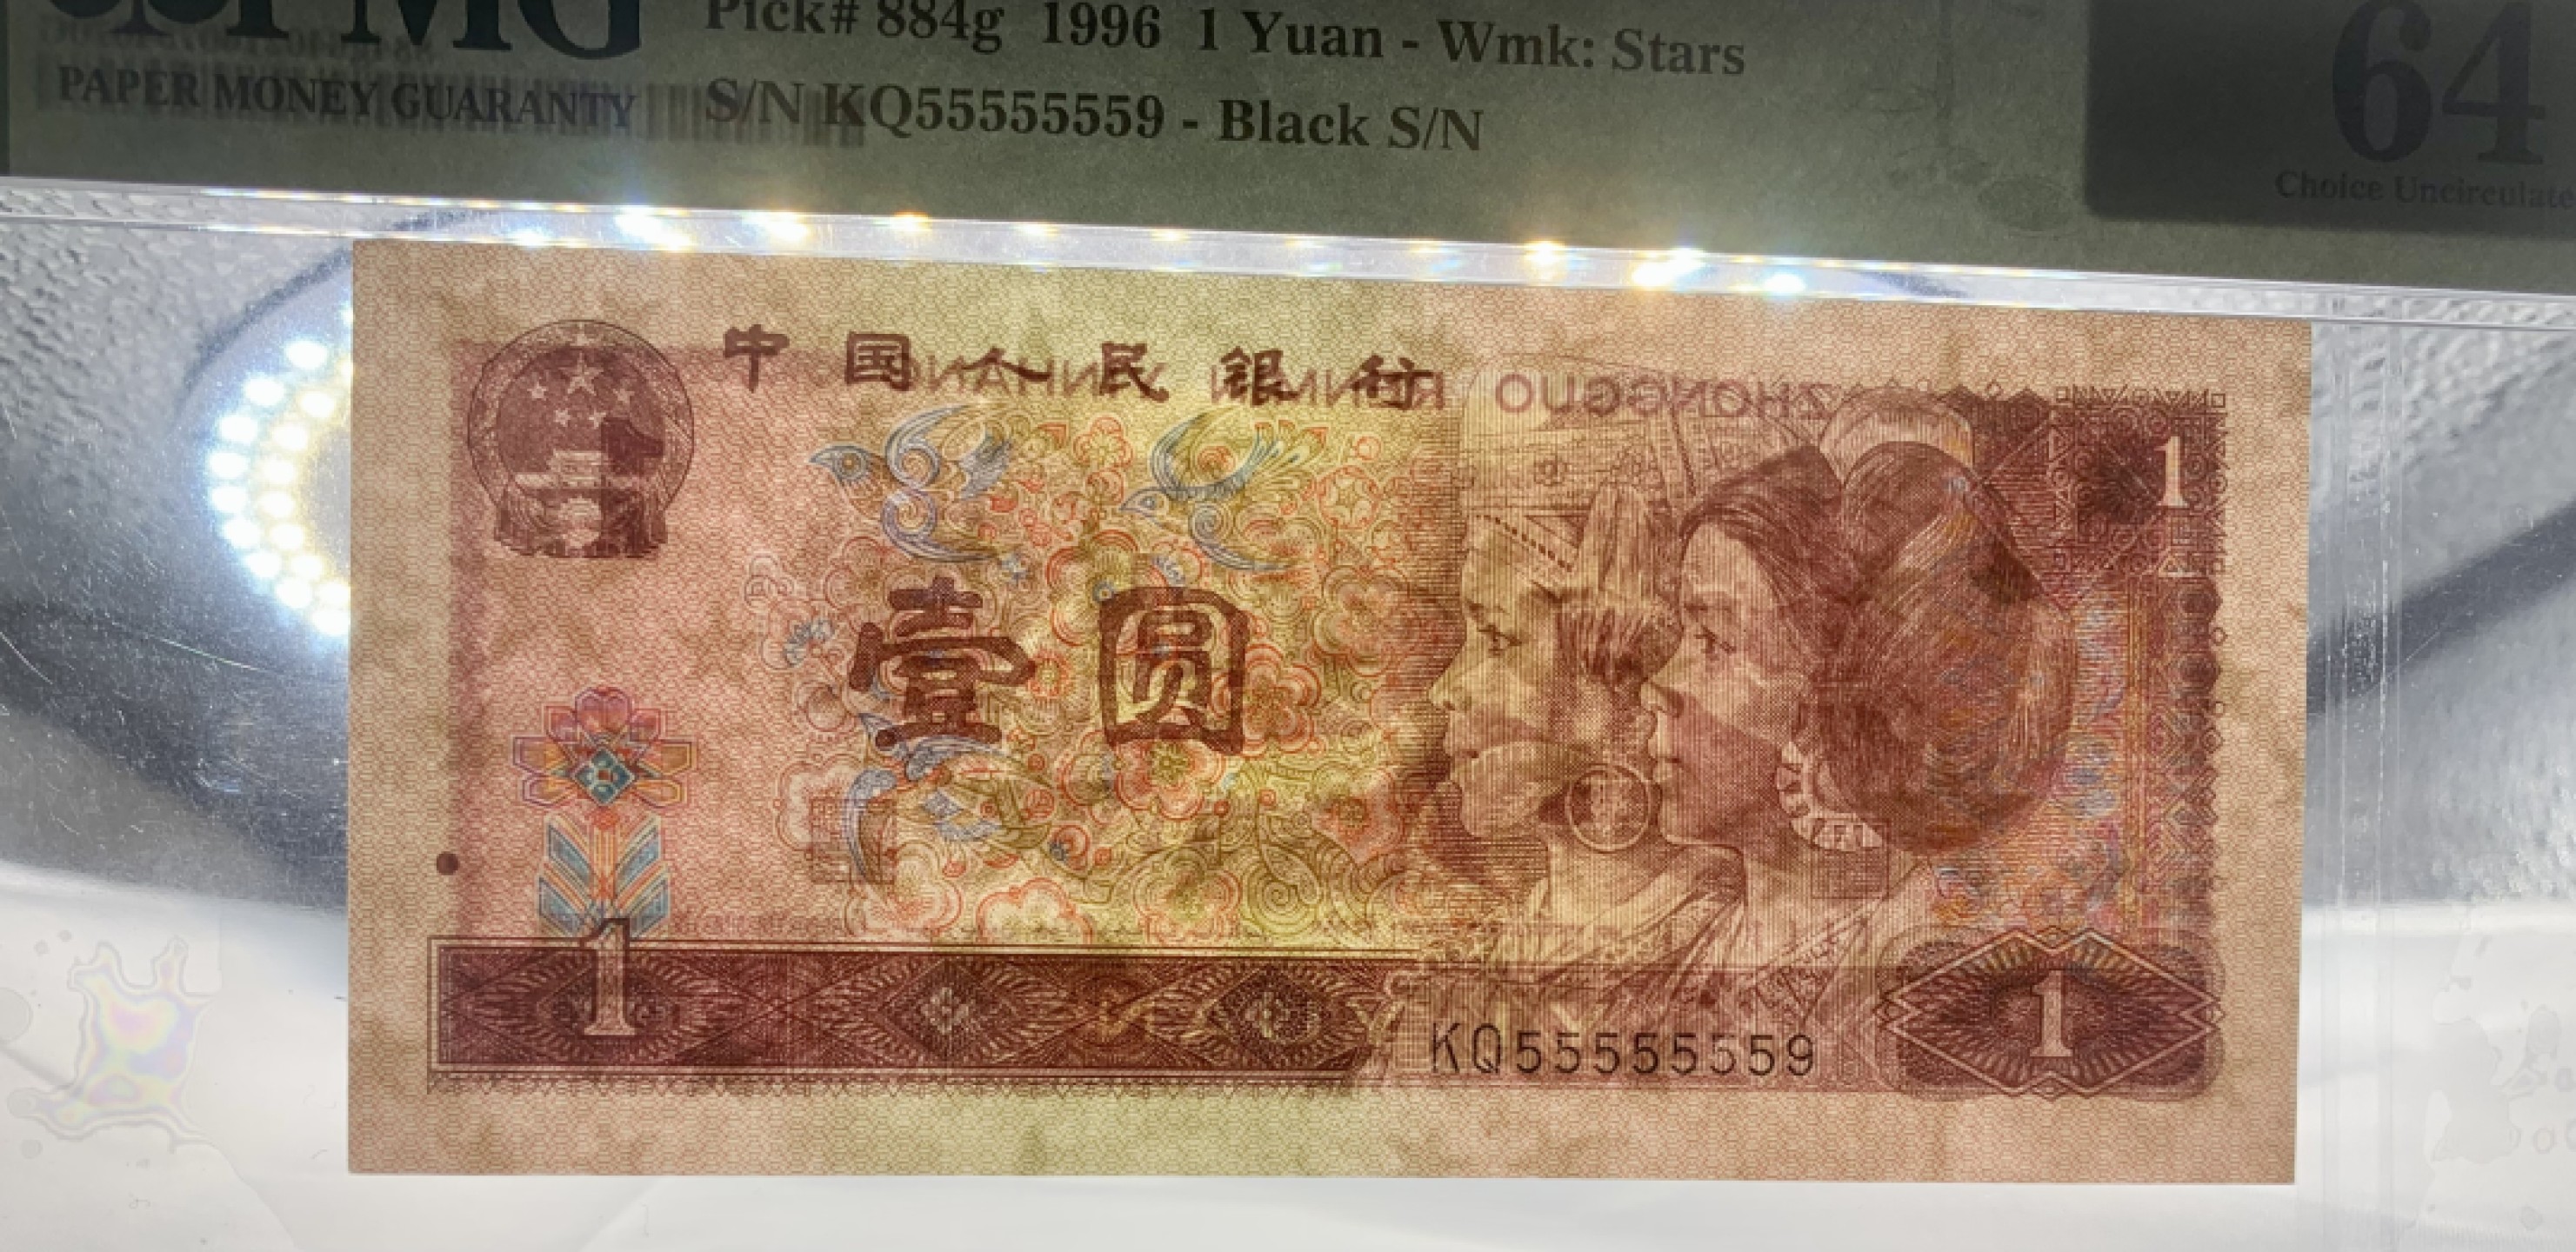 PMG
Pick# 884g 1996 1 Yuan - Wmk: Stars
PAPER MONEY GUARANTY
S/N KQ55555559 - Black S/N
64
Choice Uncirculate
中国人民银行
ZHONGGUO RENMIN YINHANG
1
壹圆
1
KQ55555559
1